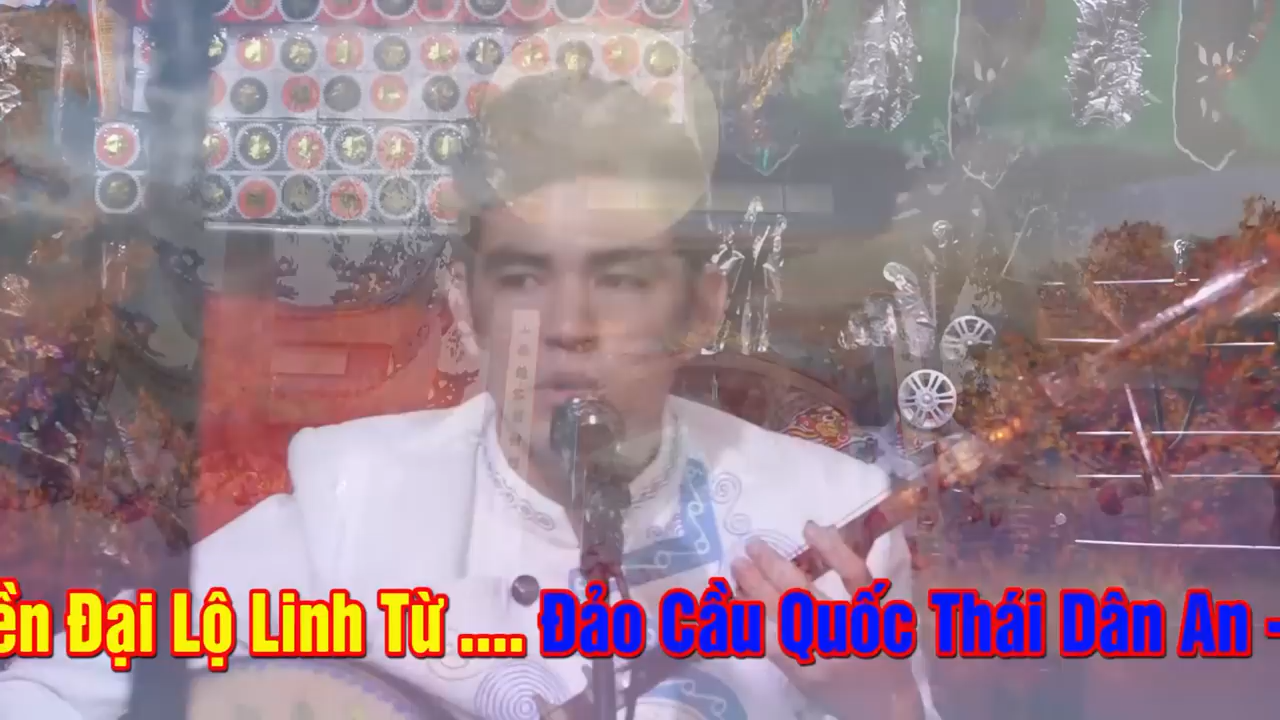 ền Đại Lộ Linh Từ .... Đảo Cầu Quốc Thái Dân An -